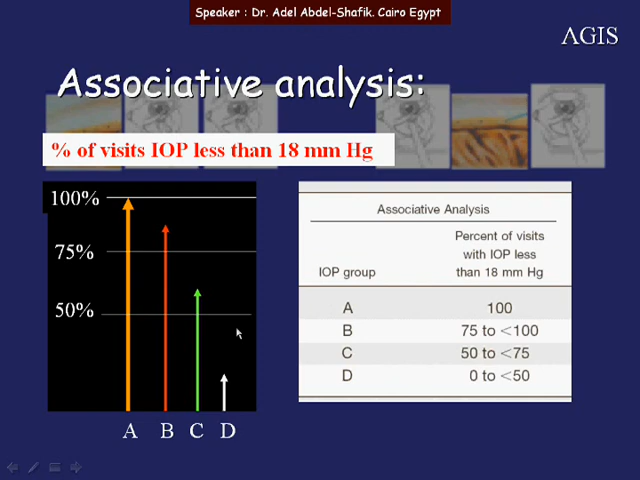 Speaker : Dr. Adel Abdel-Shafik. Cairo Egypt
AGIS
Associative analysis:
% of visits IOP less than 18 mm Hg
100%
75%
50%
A B C D
Associative Analysis
IOP group
Percent of visits
with IOP less
than 18 mm Hg
A 100
B 75 to <100
C 50 to <75
D 0 to <50